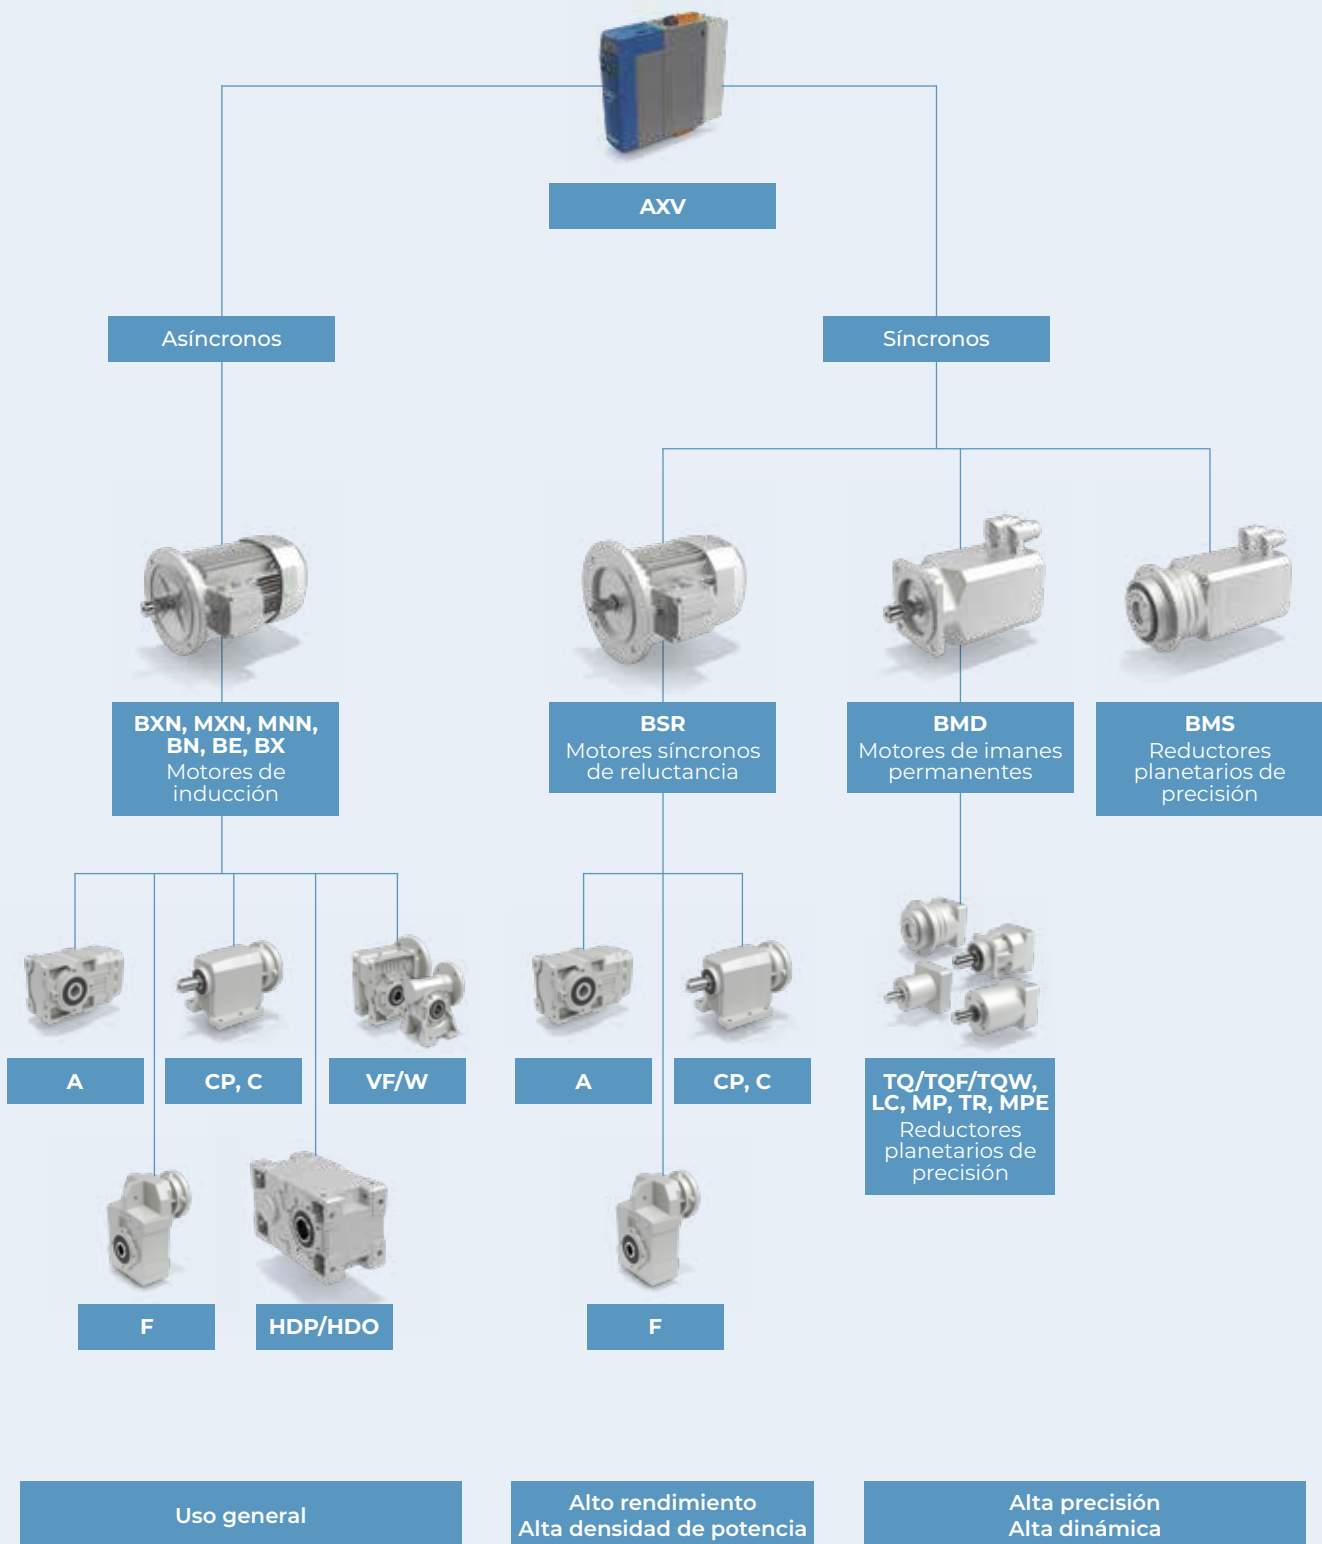 AXV
Asíncronos
Síncronos
BXN, MXN, MNN,
BN, BE, BX
Motores de
inducción
BSR
Motores síncronos
de reluctancia
BMD
Motores de imanes
permanentes
BMS
Reductores
planetarios de
precisión
A
CP, C
VF/W
A
CP, C
TQ/TQF/TQW,
LC, MP, TR, MPE
Reductores
planetarios de
precisión
F
HDP/HDO
F
Uso general
Alto rendimiento
Alta densidad de potencia
Alta precisión
Alta dinámica